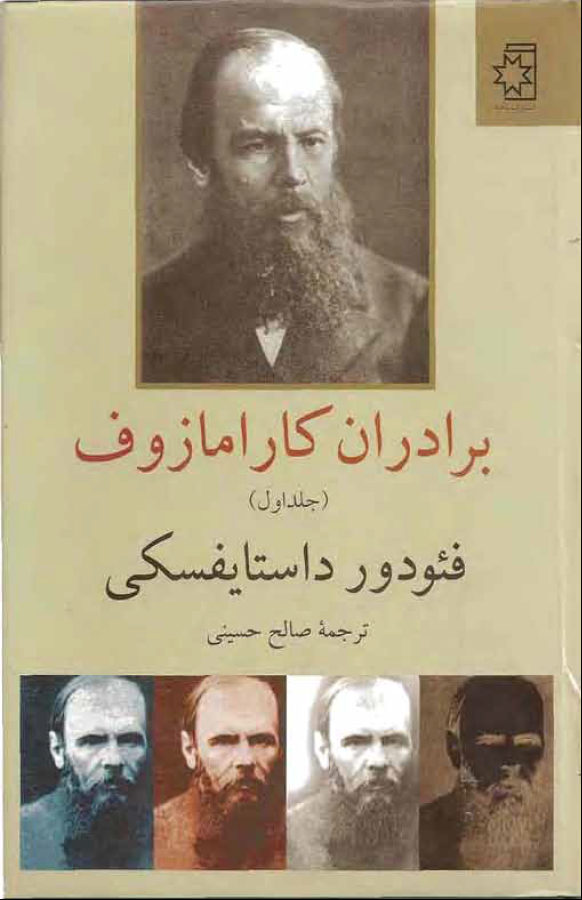 برادران کارامازوف
(جلد اول)
فئودور داستایفسکی
ترجمهٔ صالح حسینی